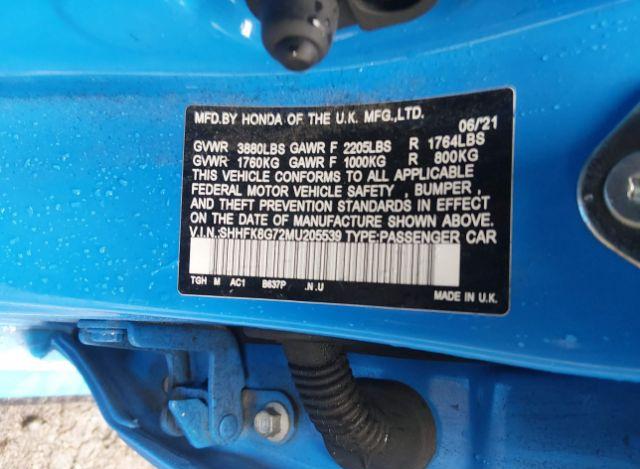 MFD.BY HONDA OF THE U.K. MFG.,LTD. 06/'21
GVWR 3880LBS GAWR F 2205LBS R 1764LBS
GVWR 1760KG GAWR F 1000KG R 800KG
THIS VEHICLE CONFORMS TO ALL APPLICABLE
FEDERAL MOTOR VEHICLE SAFETY , BUMPER ,
AND THEFT PREVENTION STANDARDS IN EFFECT
ON THE DATE OF MANUFACTURE SHOWN ABOVE.
V.I.N.:SHHFK8G72MU205539 TYPE:PASSENGER CAR
TGH M AC1 B637P .N.U MADE IN U.K.